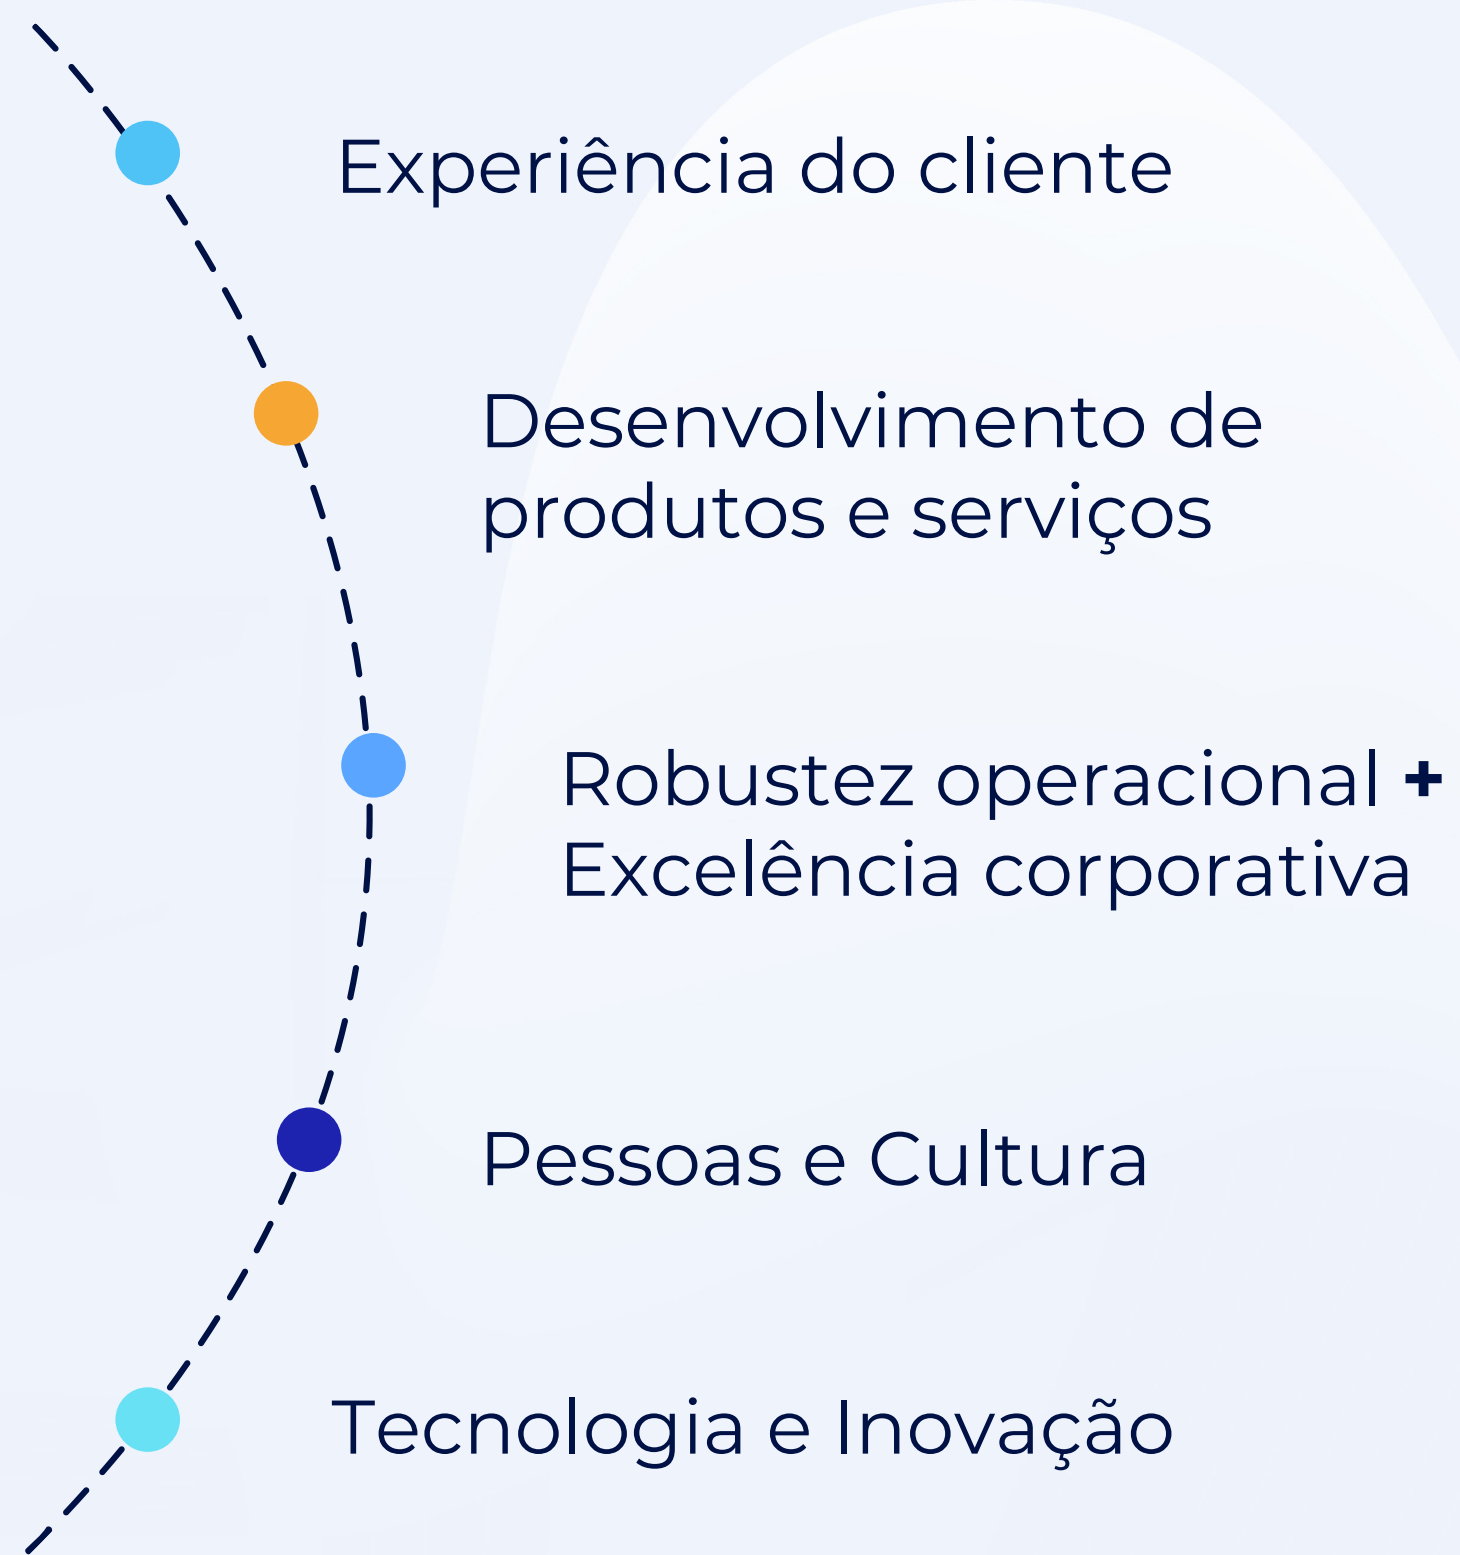 Experiência do cliente
Desenvolvimento de
produtos e serviços
Robustez operacional +
Excelência corporativa
Pessoas e Cultura
Tecnologia e Inovação